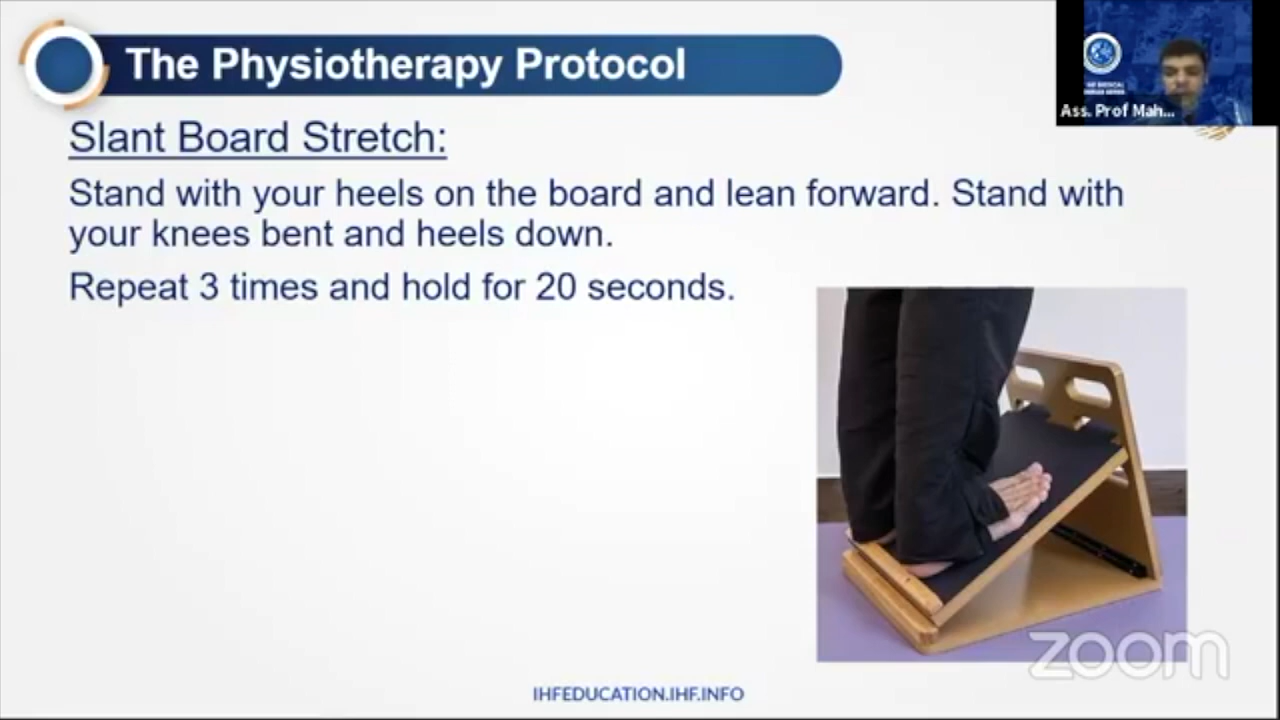 The Physiotherapy Protocol
Ass. Prof Mah...
Slant Board Stretch:
Stand with your heels on the board and lean forward. Stand with
your knees bent and heels down.
Repeat 3 times and hold for 20 seconds.
zoom
IHFEDUCATION.IHF.INFO